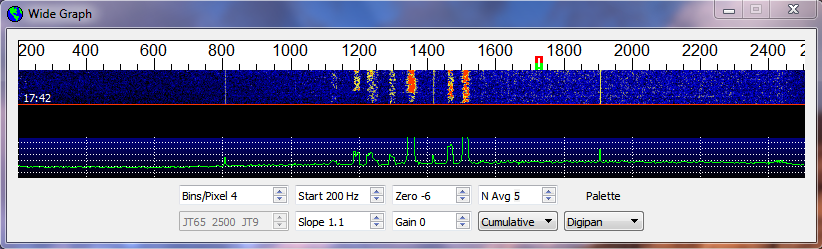 Wide Graph
200 400 600 800 1000 1200 1400 1600 1800 2000 2200 2400
17:42
Bins/Pixel 4 Start 200 Hz Zero -6 N Avg 5 Palette
JT65 2500 JT9 Slope 1.1 Gain 0 Cumulative Digipan